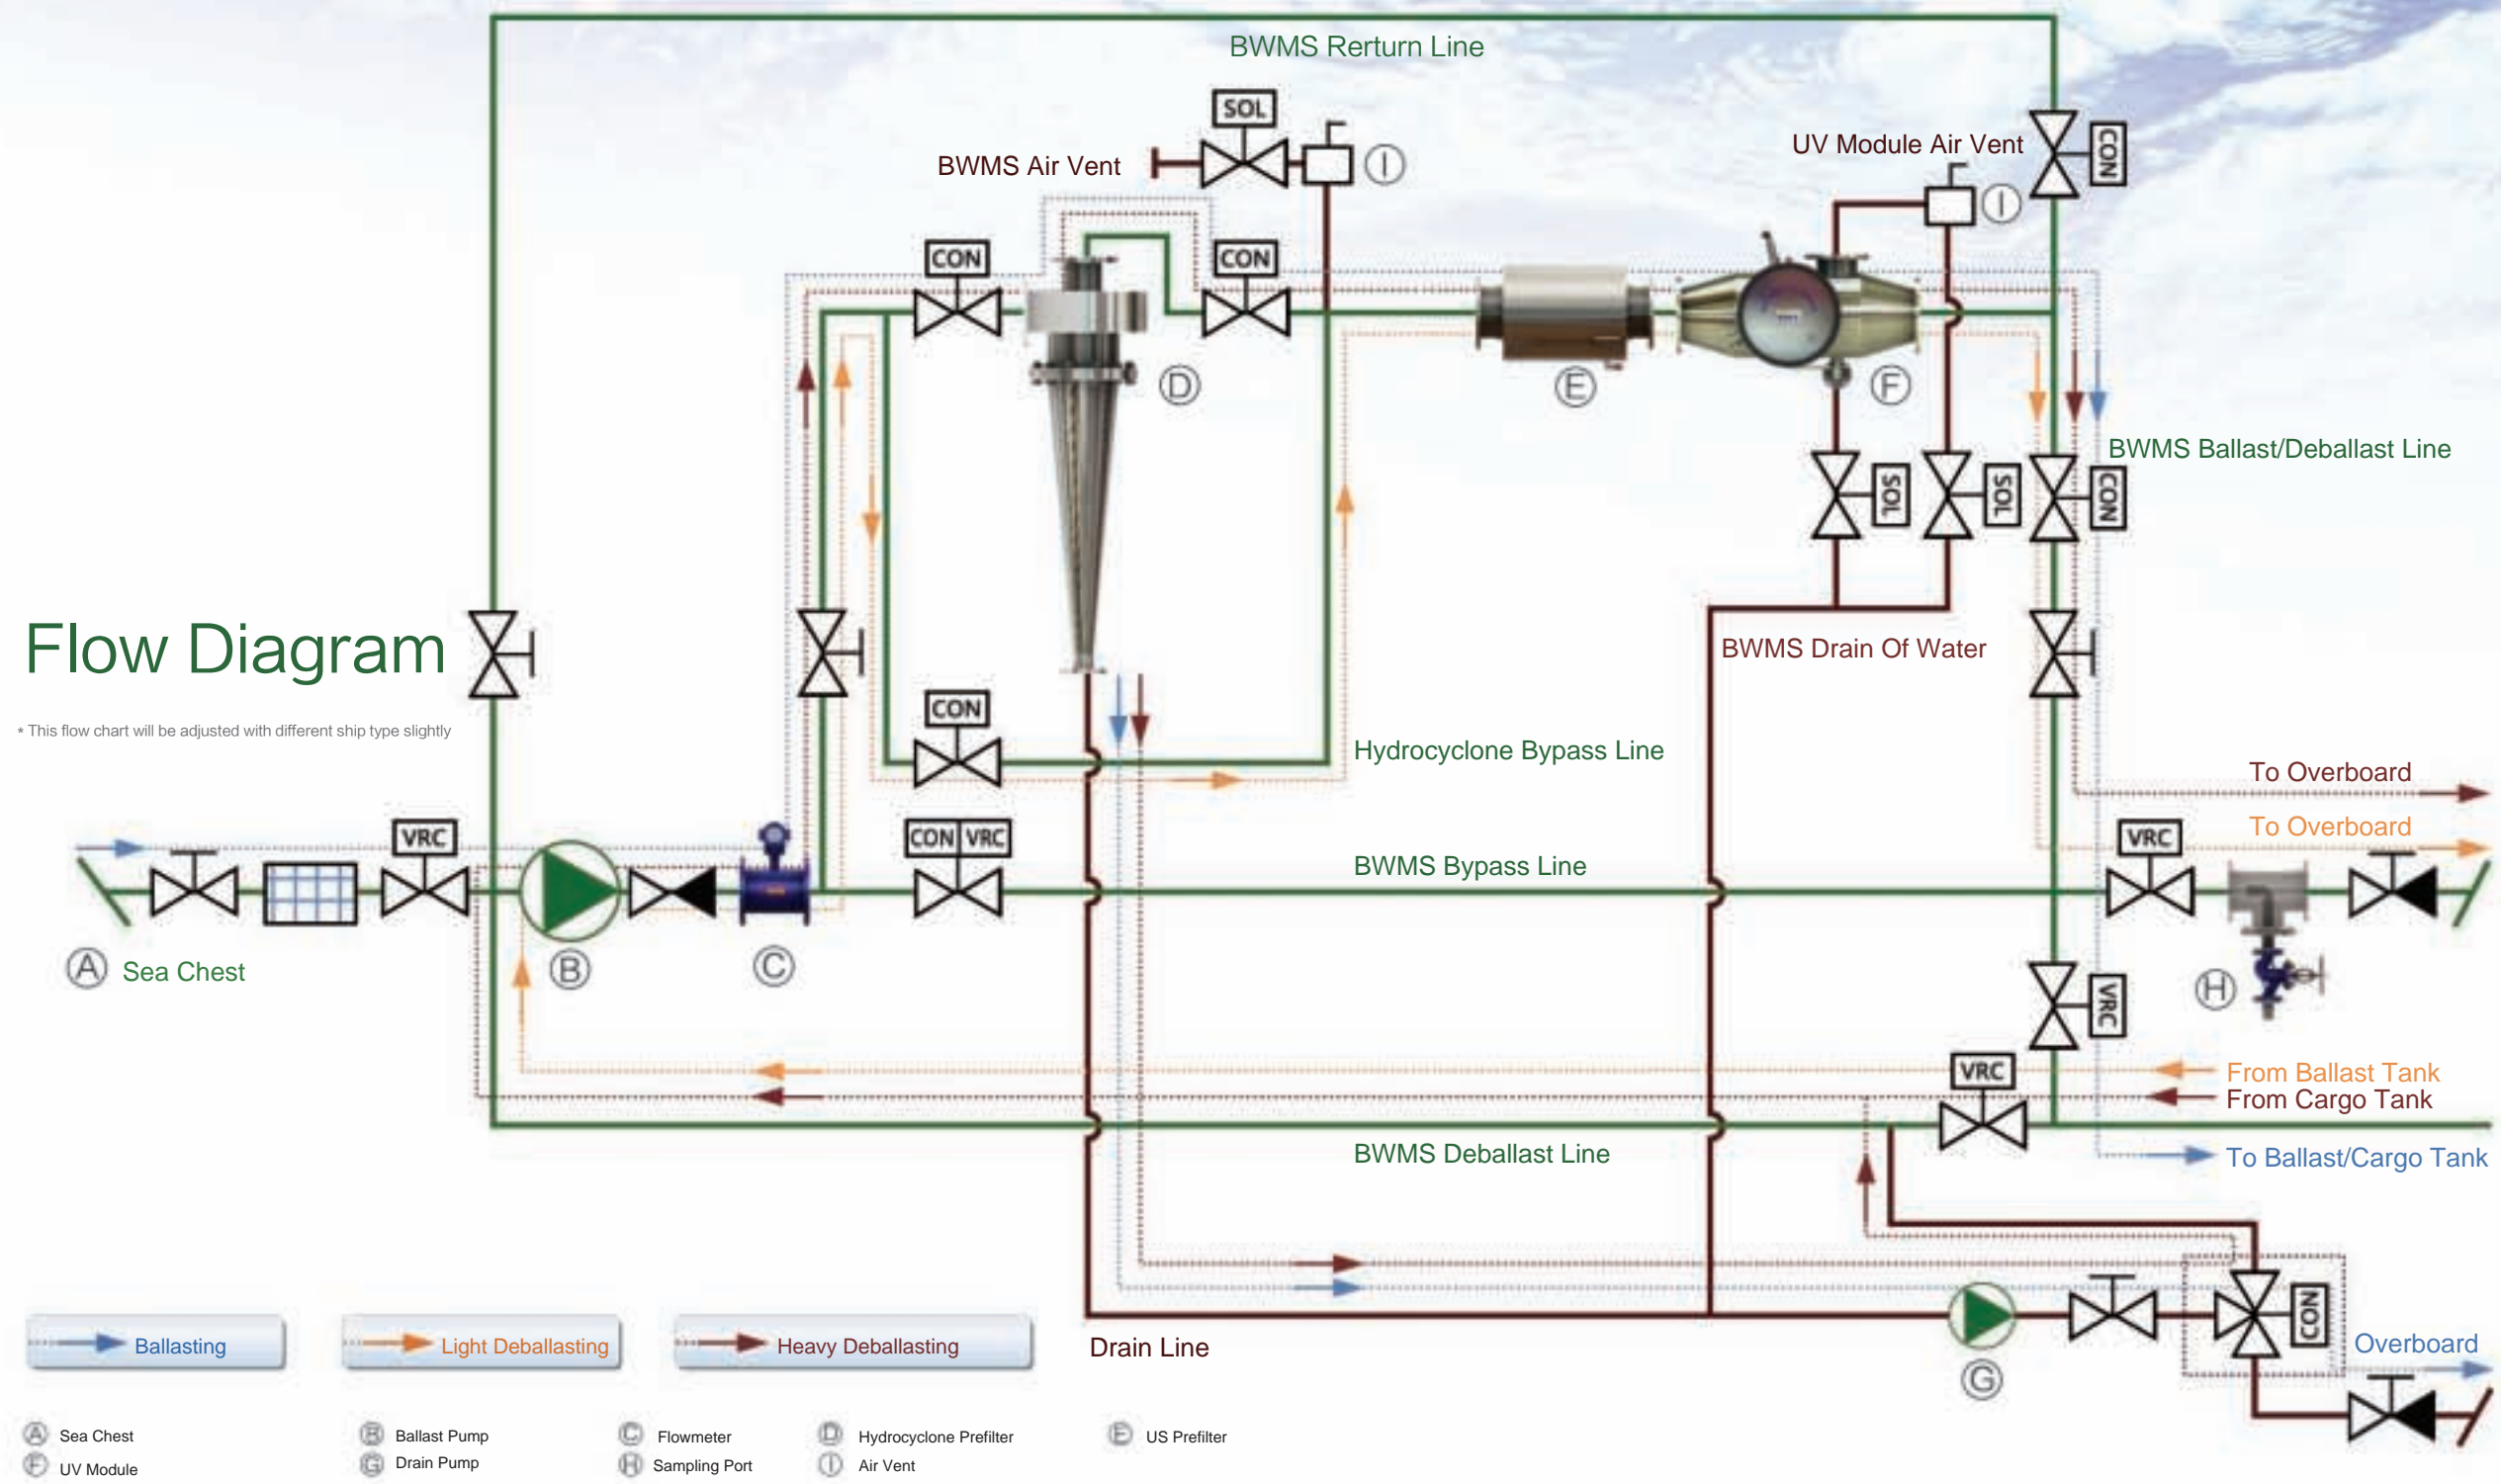 BWMS Rerturn Line
SOL
UV Module Air Vent
CON
BWMS Air Vent
I
I
CON
CON
D
E
F
BWMS Ballast/Deballast Line
SOL
SOL
CON
Flow Diagram
BWMS Drain Of Water
CON
* This flow chart will be adjusted with different ship type slightly
Hydrocyclone Bypass Line
To Overboard
VRC
CON VRC
VRC
To Overboard
BWMS Bypass Line
A Sea Chest
B
C
H
VRC
VRC
From Ballast Tank
From Cargo Tank
BWMS Deballast Line
To Ballast/Cargo Tank
CON
Ballasting
Light Deballasting
Heavy Deballasting
Drain Line
Overboard
G
A Sea Chest
B Ballast Pump
C Flowmeter
D Hydrocyclone Prefilter
E US Prefilter
F UV Module
G Drain Pump
H Sampling Port
I Air Vent